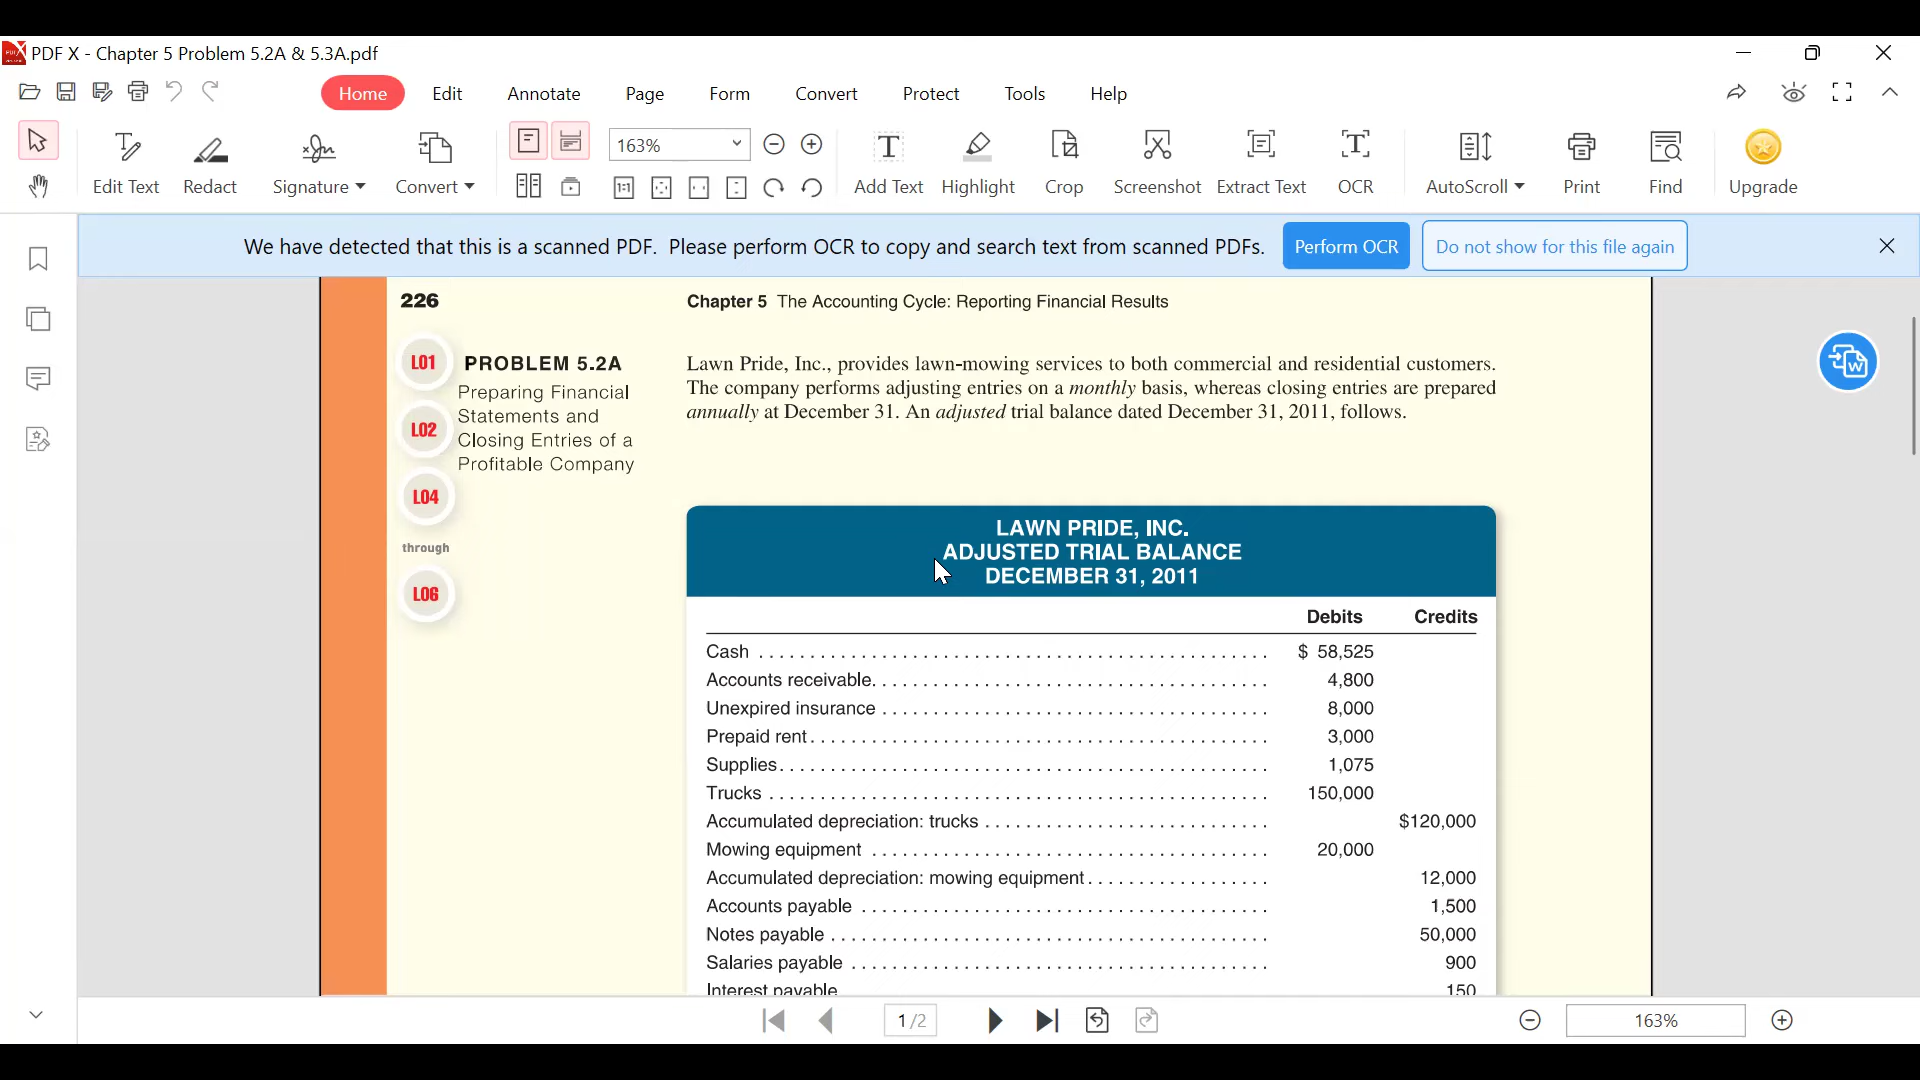 PDF X - Chapter 5 Problem 5.2A & 5.3A.pdf
Home Edit Annotate Page Form Convert Protect Tools Help
163%
Edit Text Redact Signature Convert Add Text Highlight Crop Screenshot Extract Text OCR AutoScroll Print Find Upgrade
We have detected that this is a scanned PDF. Please perform OCR to copy and search text from scanned PDFs. Perform OCR Do not show for this file again
226 Chapter 5 The Accounting Cycle: Reporting Financial Results
LO1
LO2
LO4
through
LO6
PROBLEM 5.2A
Preparing Financial
Statements and
Closing Entries of a
Profitable Company
Lawn Pride, Inc., provides lawn-mowing services to both commercial and residential customers.
The company performs adjusting entries on a monthly basis, whereas closing entries are prepared
annually at December 31. An adjusted trial balance dated December 31, 2011, follows.
LAWN PRIDE, INC.
ADJUSTED TRIAL BALANCE
DECEMBER 31, 2011
Debits Credits
Cash $ 58,525
Accounts receivable 4,800
Unexpired insurance 8,000
Prepaid rent 3,000
Supplies 1,075
Trucks 150,000
Accumulated depreciation: trucks $120,000
Mowing equipment 20,000
Accumulated depreciation: mowing equipment 12,000
Accounts payable 1,500
Notes payable 50,000
Salaries payable 900
Interest payable 150
1 /2
163%